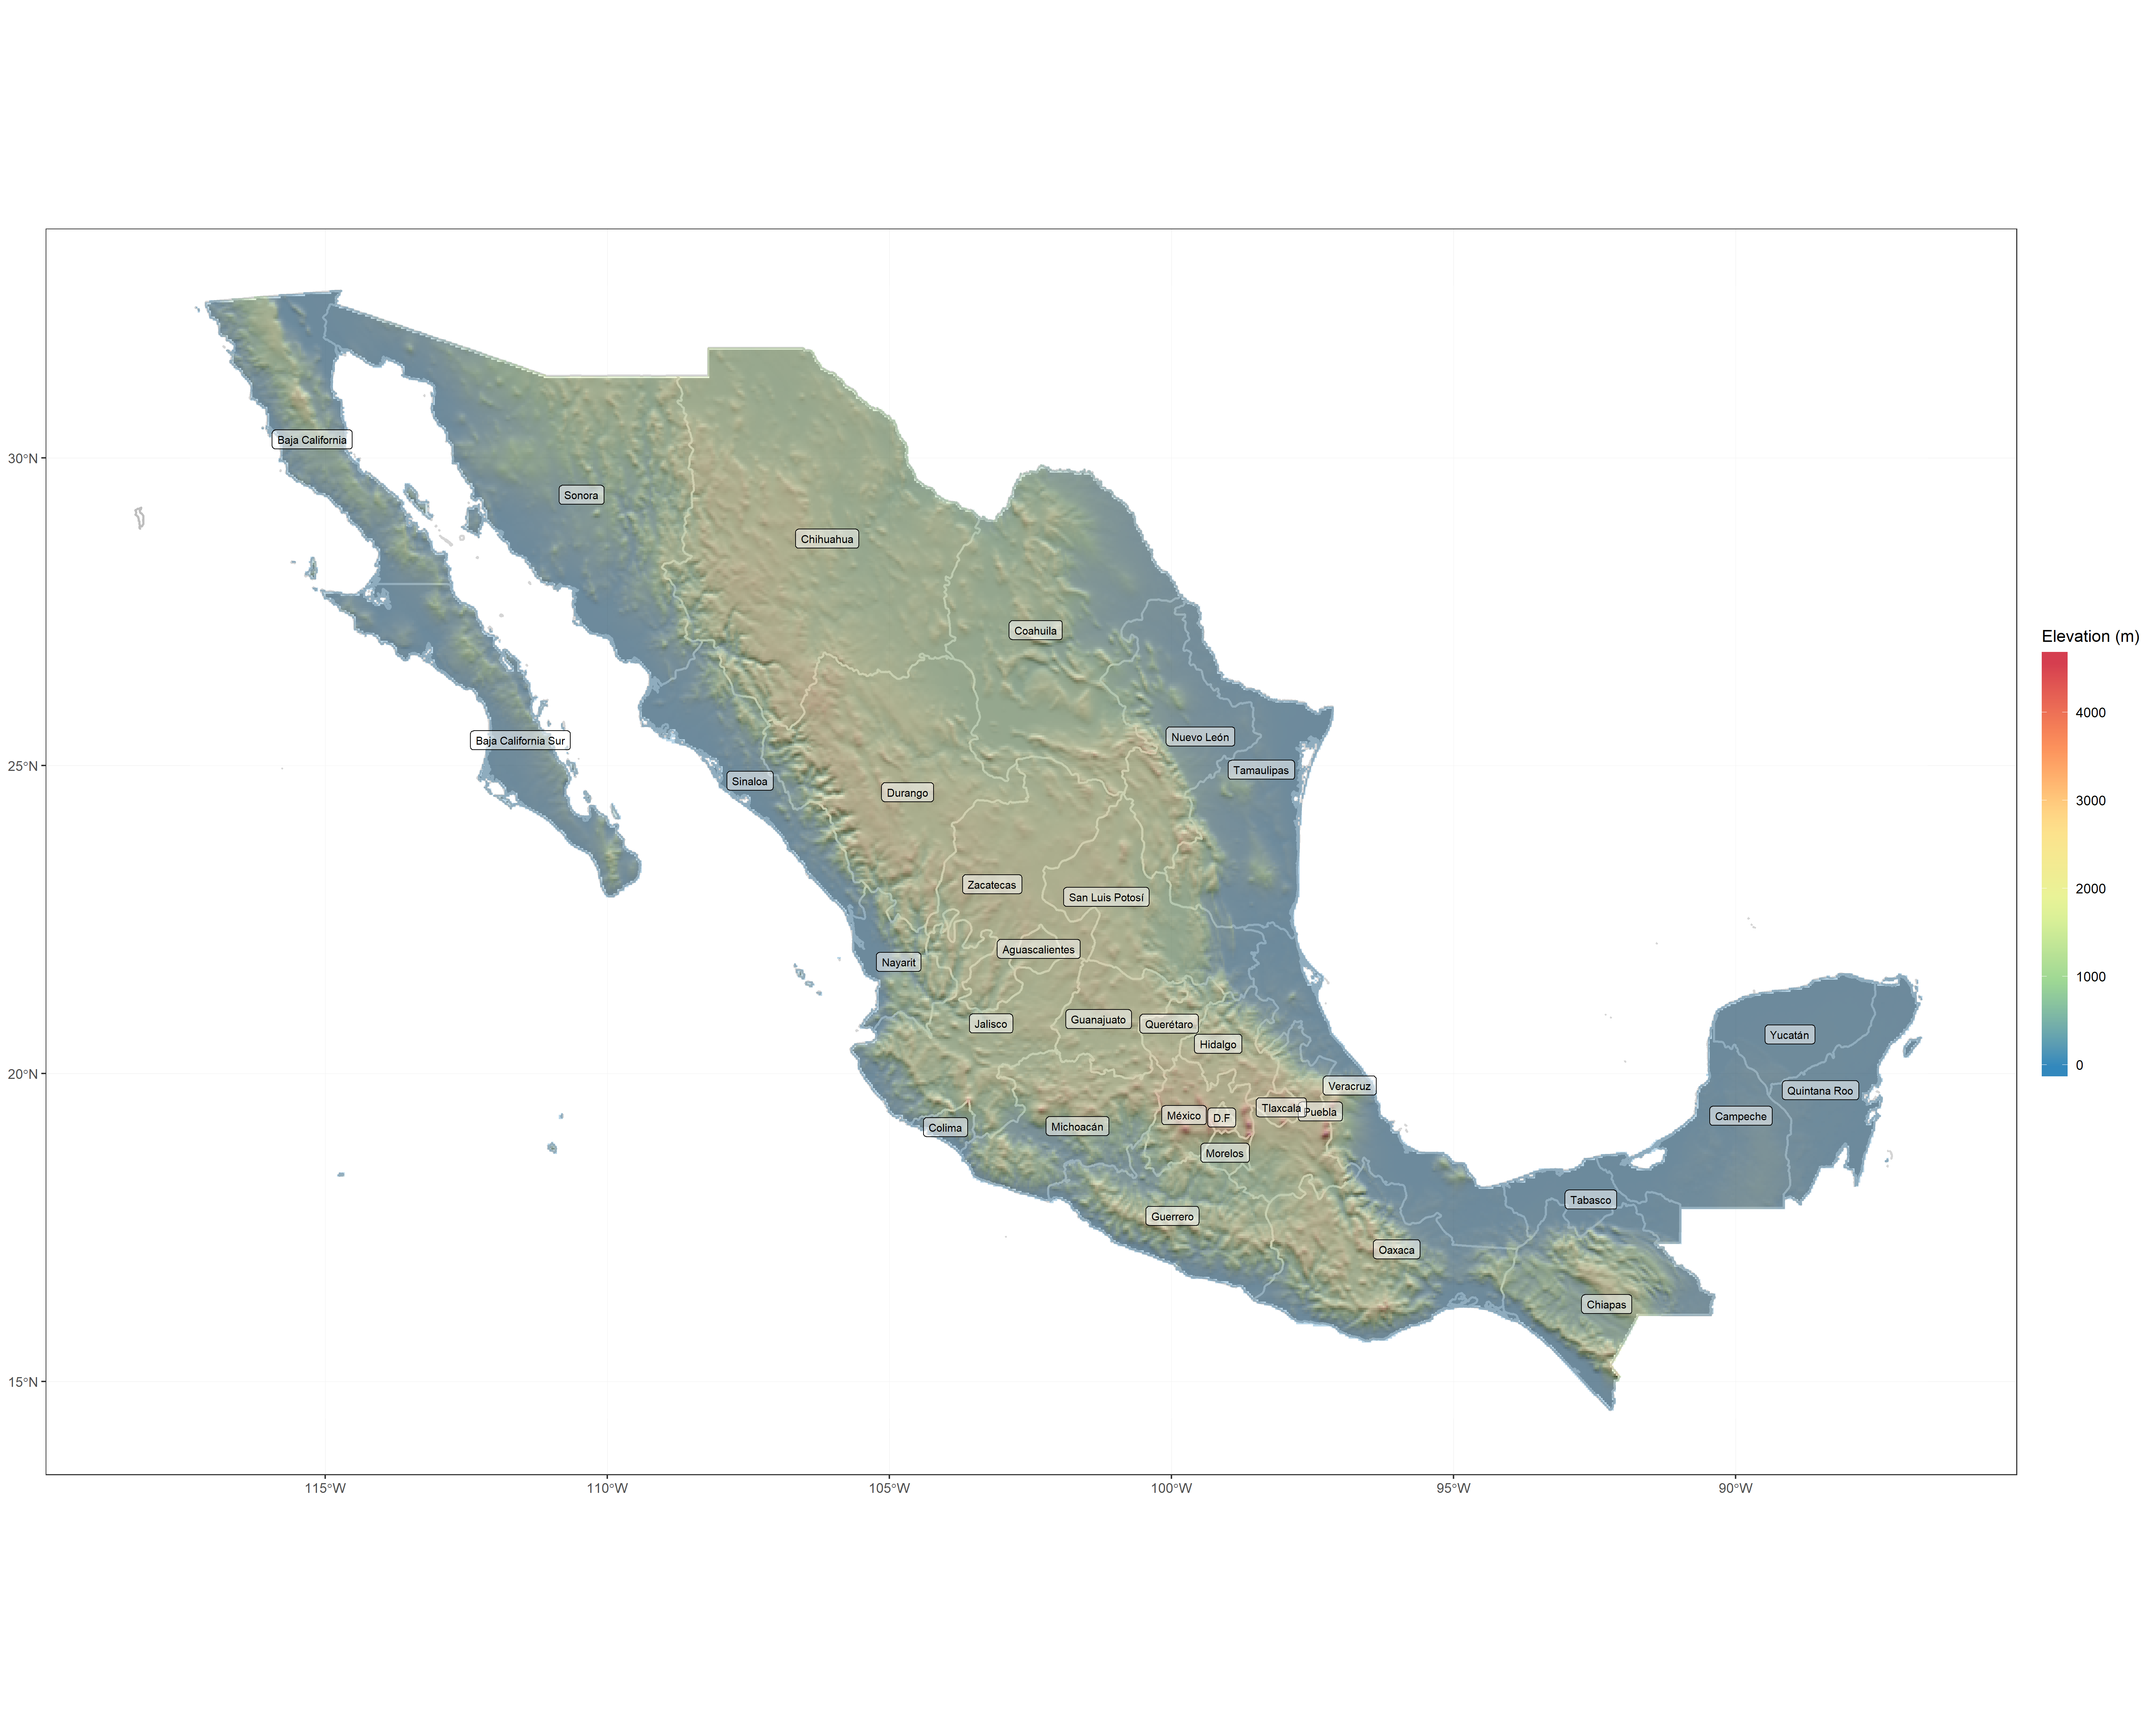 Baja California
30°N
Sonora
Chihuahua
Elevation (m)
Coahuila
4000
Nuevo León
Baja California Sur
25°N
Tamaulipas
Sinaloa
Durango
3000
Zacatecas
2000
San Luis Potosí
Aguascalientes
Nayarit
1000
Guanajuato
Jalisco
Querétaro
Yucatán
Hidalgo
0
20°N
Veracruz
Quintana Roo
Tlaxcala
Puebla
México
D.F
Campeche
Colima
Michoacán
Morelos
Tabasco
Guerrero
Oaxaca
Chiapas
15°N
115°W
110°W
105°W
100°W
95°W
90°W